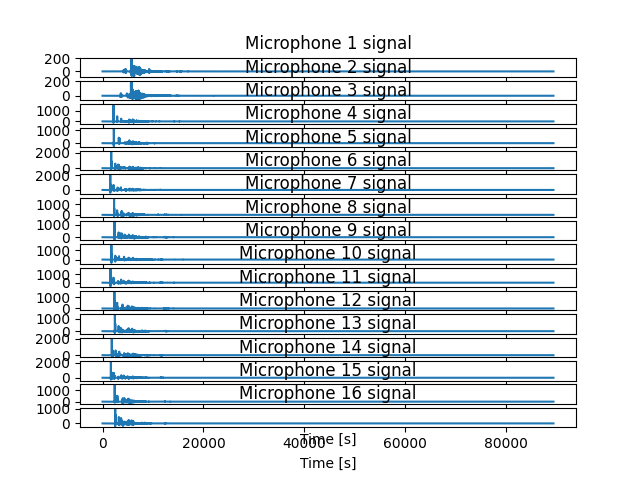 Microphone 1 signal
200
0
Microphone 2 signal
200
0
Microphone 3 signal
1000
0
Microphone 4 signal
1000
0
Microphone 5 signal
2000
0
Microphone 6 signal
2000
0
Microphone 7 signal
1000
0
Microphone 8 signal
1000
0
Microphone 9 signal
1000
0
Microphone 10 signal
1000
0
Microphone 11 signal
1000
0
Microphone 12 signal
1000
0
Microphone 13 signal
2000
0
Microphone 14 signal
2000
0
Microphone 15 signal
1000
0
Microphone 16 signal
1000
0
0 20000 40000 60000 80000
Time [s]
Time [s]